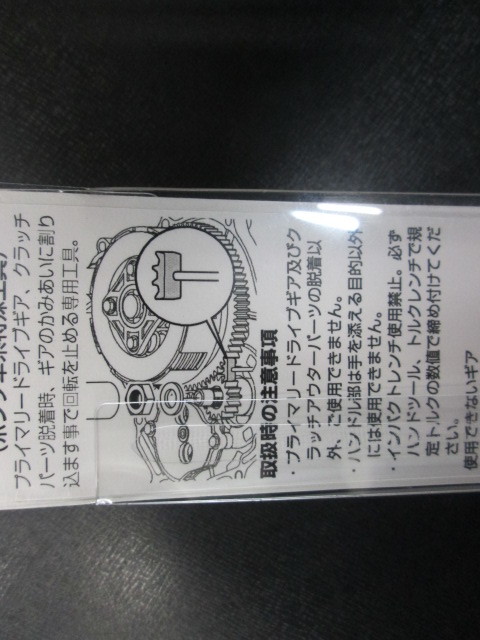 プライマリードライブギア、クラッチ
パーツ脱着時、ギアのかみあいに割り
込ます事で回転を止める専用工具。
取扱時の注意事項
・プライマリードライブギア及びク
ラッチアウターパーツの脱着以
外、ご使用できません。
・ハンドル部は手を添える目的以外
には使用できません。
・インパクトレンチ使用禁止。必ず
ハンドツール、トルクレンチで規
定トルクの数値で締め付けてくだ
さい。
使用できないギア